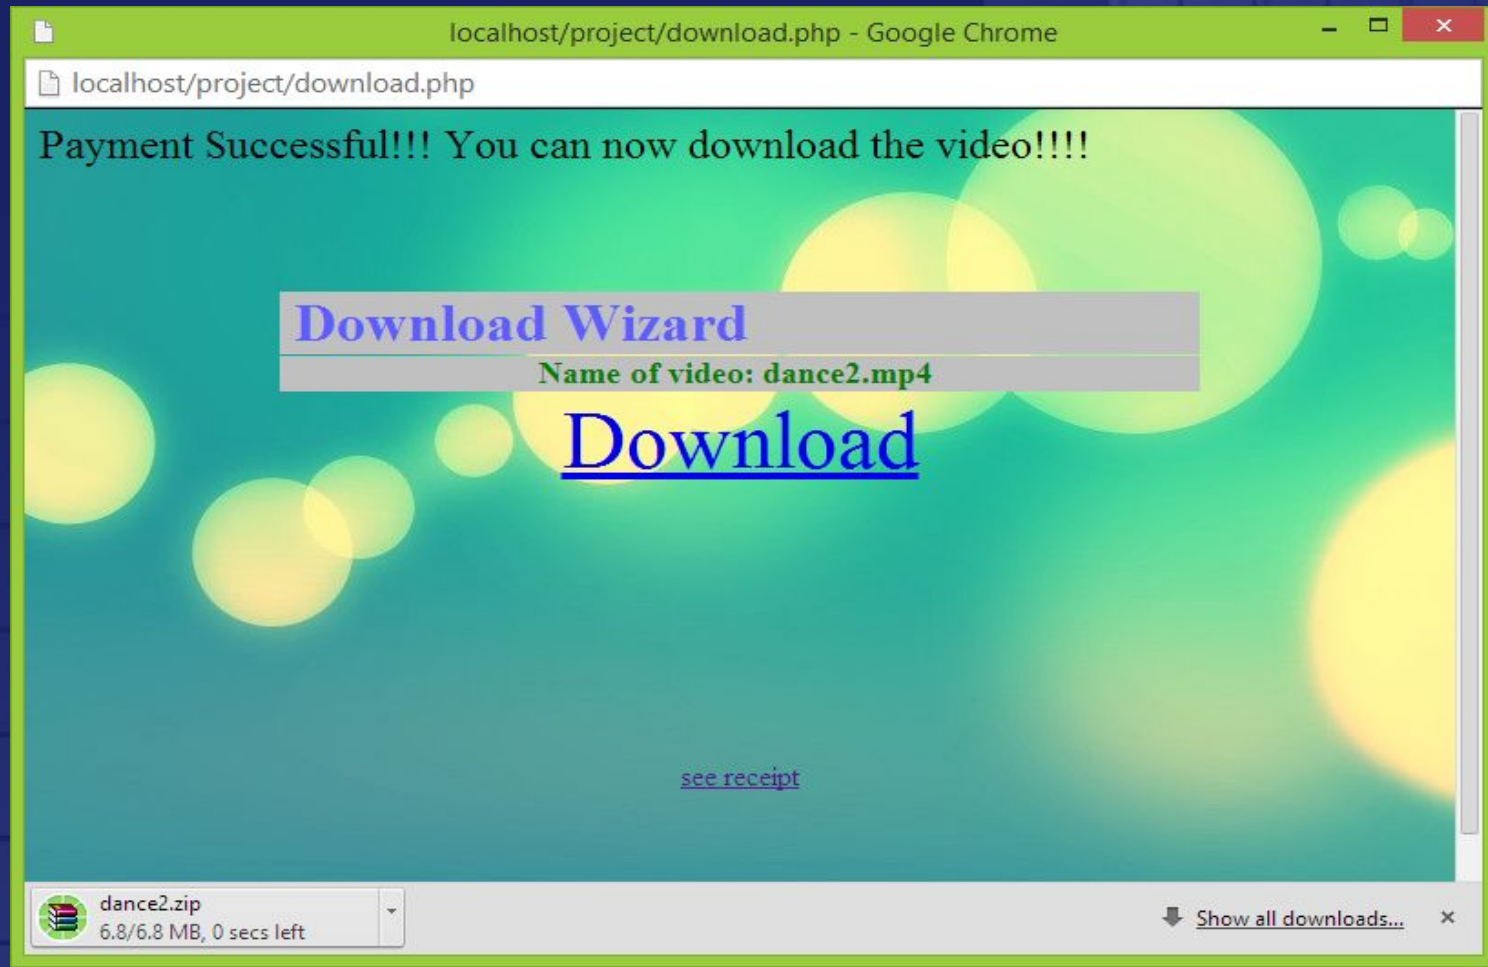 localhost/project/download.php - Google Chrome
localhost/project/download.php
Payment Successful!!! You can now download the video!!!!
Download Wizard
Name of video: dance2.mp4
Download
see receipt
dance2.zip
6.8/6.8 MB, 0 secs left
Show all downloads...